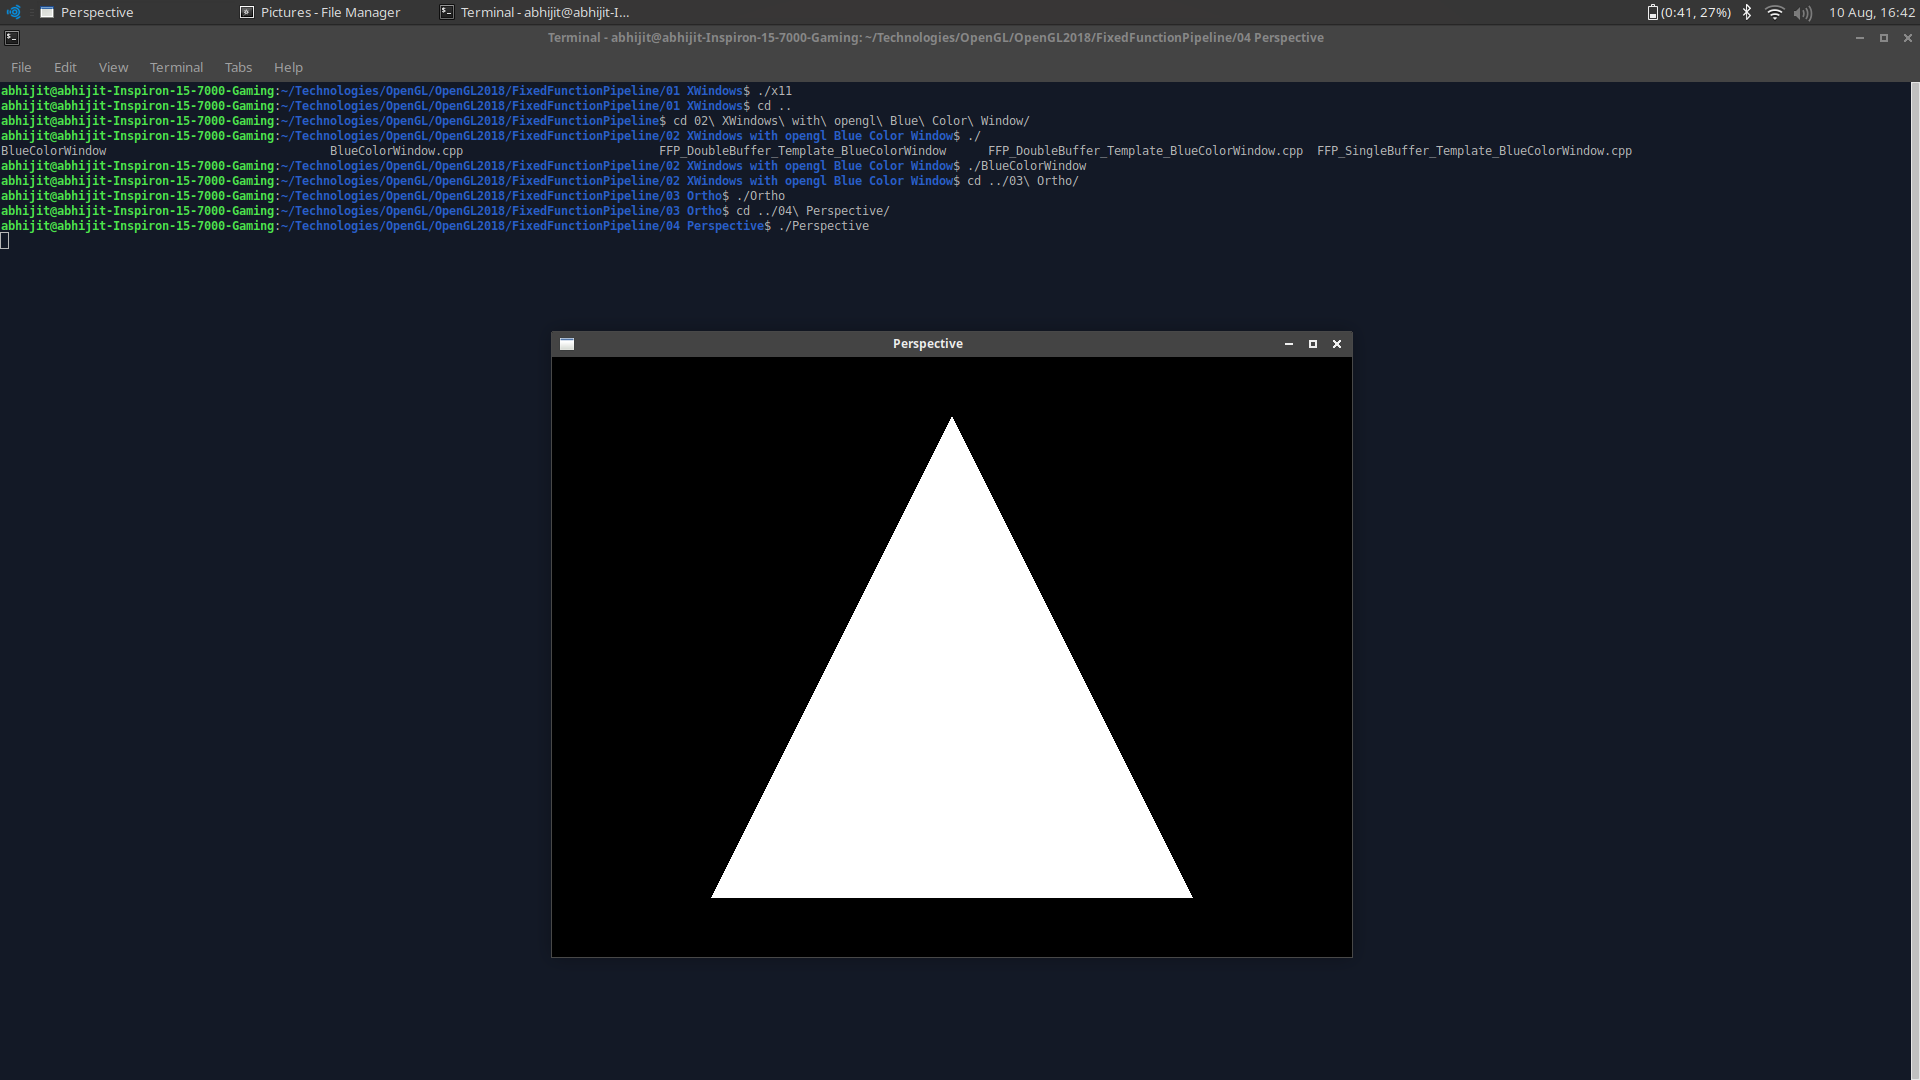 Perspective Pictures - File Manager Terminal - abhijit@abhijit-I... (0:41, 27%) 10 Aug, 16:42
Terminal - abhijit@abhijit-Inspiron-15-7000-Gaming: ~/Technologies/OpenGL/OpenGL2018/FixedFunctionPipeline/04 Perspective
File Edit View Terminal Tabs Help
abhijit@abhijit-Inspiron-15-7000-Gaming:~/Technologies/OpenGL/OpenGL2018/FixedFunctionPipeline/01 XWindows$ ./x11
abhijit@abhijit-Inspiron-15-7000-Gaming:~/Technologies/OpenGL/OpenGL2018/FixedFunctionPipeline/01 XWindows$ cd ..
abhijit@abhijit-Inspiron-15-7000-Gaming:~/Technologies/OpenGL/OpenGL2018/FixedFunctionPipeline$ cd 02\ XWindows\ with\ opengl\ Blue\ Color\ Window/
abhijit@abhijit-Inspiron-15-7000-Gaming:~/Technologies/OpenGL/OpenGL2018/FixedFunctionPipeline/02 XWindows with opengl Blue Color Window$ ./
BlueColorWindow BlueColorWindow.cpp FFP_DoubleBuffer_Template_BlueColorWindow FFP_DoubleBuffer_Template_BlueColorWindow.cpp FFP_SingleBuffer_Template_BlueColorWindow.cpp
abhijit@abhijit-Inspiron-15-7000-Gaming:~/Technologies/OpenGL/OpenGL2018/FixedFunctionPipeline/02 XWindows with opengl Blue Color Window$ ./BlueColorWindow
abhijit@abhijit-Inspiron-15-7000-Gaming:~/Technologies/OpenGL/OpenGL2018/FixedFunctionPipeline/02 XWindows with opengl Blue Color Window$ cd ../03\ Ortho/
abhijit@abhijit-Inspiron-15-7000-Gaming:~/Technologies/OpenGL/OpenGL2018/FixedFunctionPipeline/03 Ortho$ ./Ortho
abhijit@abhijit-Inspiron-15-7000-Gaming:~/Technologies/OpenGL/OpenGL2018/FixedFunctionPipeline/03 Ortho$ cd ../04\ Perspective/
abhijit@abhijit-Inspiron-15-7000-Gaming:~/Technologies/OpenGL/OpenGL2018/FixedFunctionPipeline/04 Perspective$ ./Perspective
Perspective